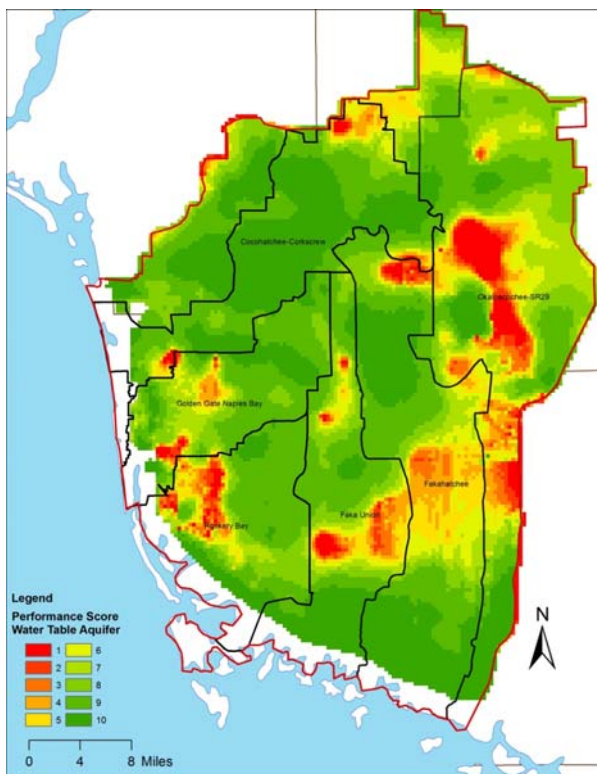 Cocohatchee-Corkscrew
Okaloacoochee-SR29
Golden Gate Naples Bay
Fakahatchee
Faka Union
Rookery Bay
Legend
Performance Score
Water Table Aquifer
1 6
2 7
3 8
4 9
5 10
N
0 4 8 Miles